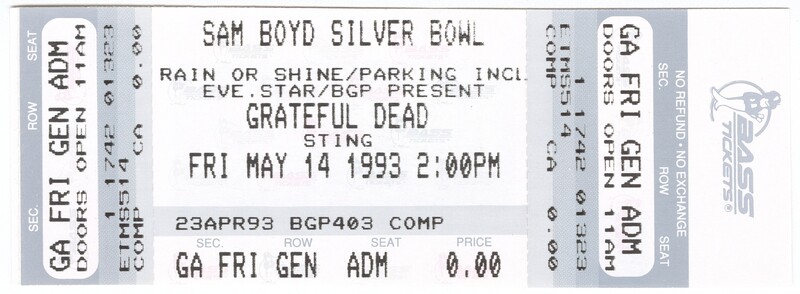 SEC. ROW SEAT
GA FRI GEN ADM
DOORS OPEN 11AM
ETMS514 1 1742 01323
COMP CA 0.00
SAM BOYD SILVER BOWL
RAIN OR SHINE/PARKING INCL
EVE.STAR/BGP PRESENT
GRATEFUL DEAD
STING
FRI MAY 14 1993 2:00PM
23APR93 BGP403 COMP
SEC. ROW SEAT PRICE
GA FRI GEN ADM 0.00
COMP CA 0.00
ETMS514 1 1742 01323
DOORS OPEN 11AM
GA FRI GEN ADM
SEC. ROW SEAT
NO REFUND • NO EXCHANGE
BASS
TICKETS®